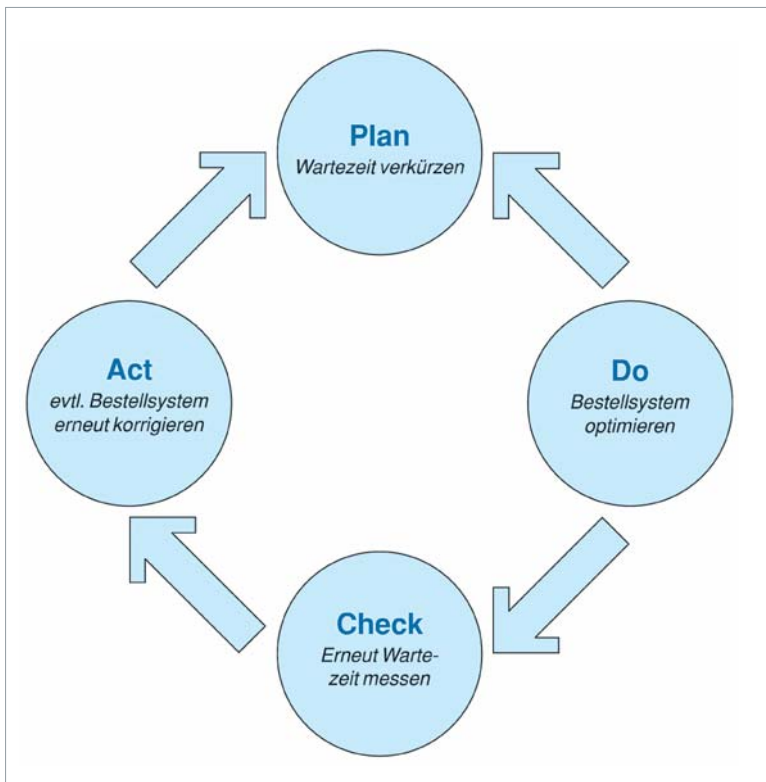 Plan
Wartezeit verkürzen
Act
evtl. Bestellsystem
erneut korrigieren
Do
Bestellsystem
optimieren
Check
Erneut Warte-
zeit messen